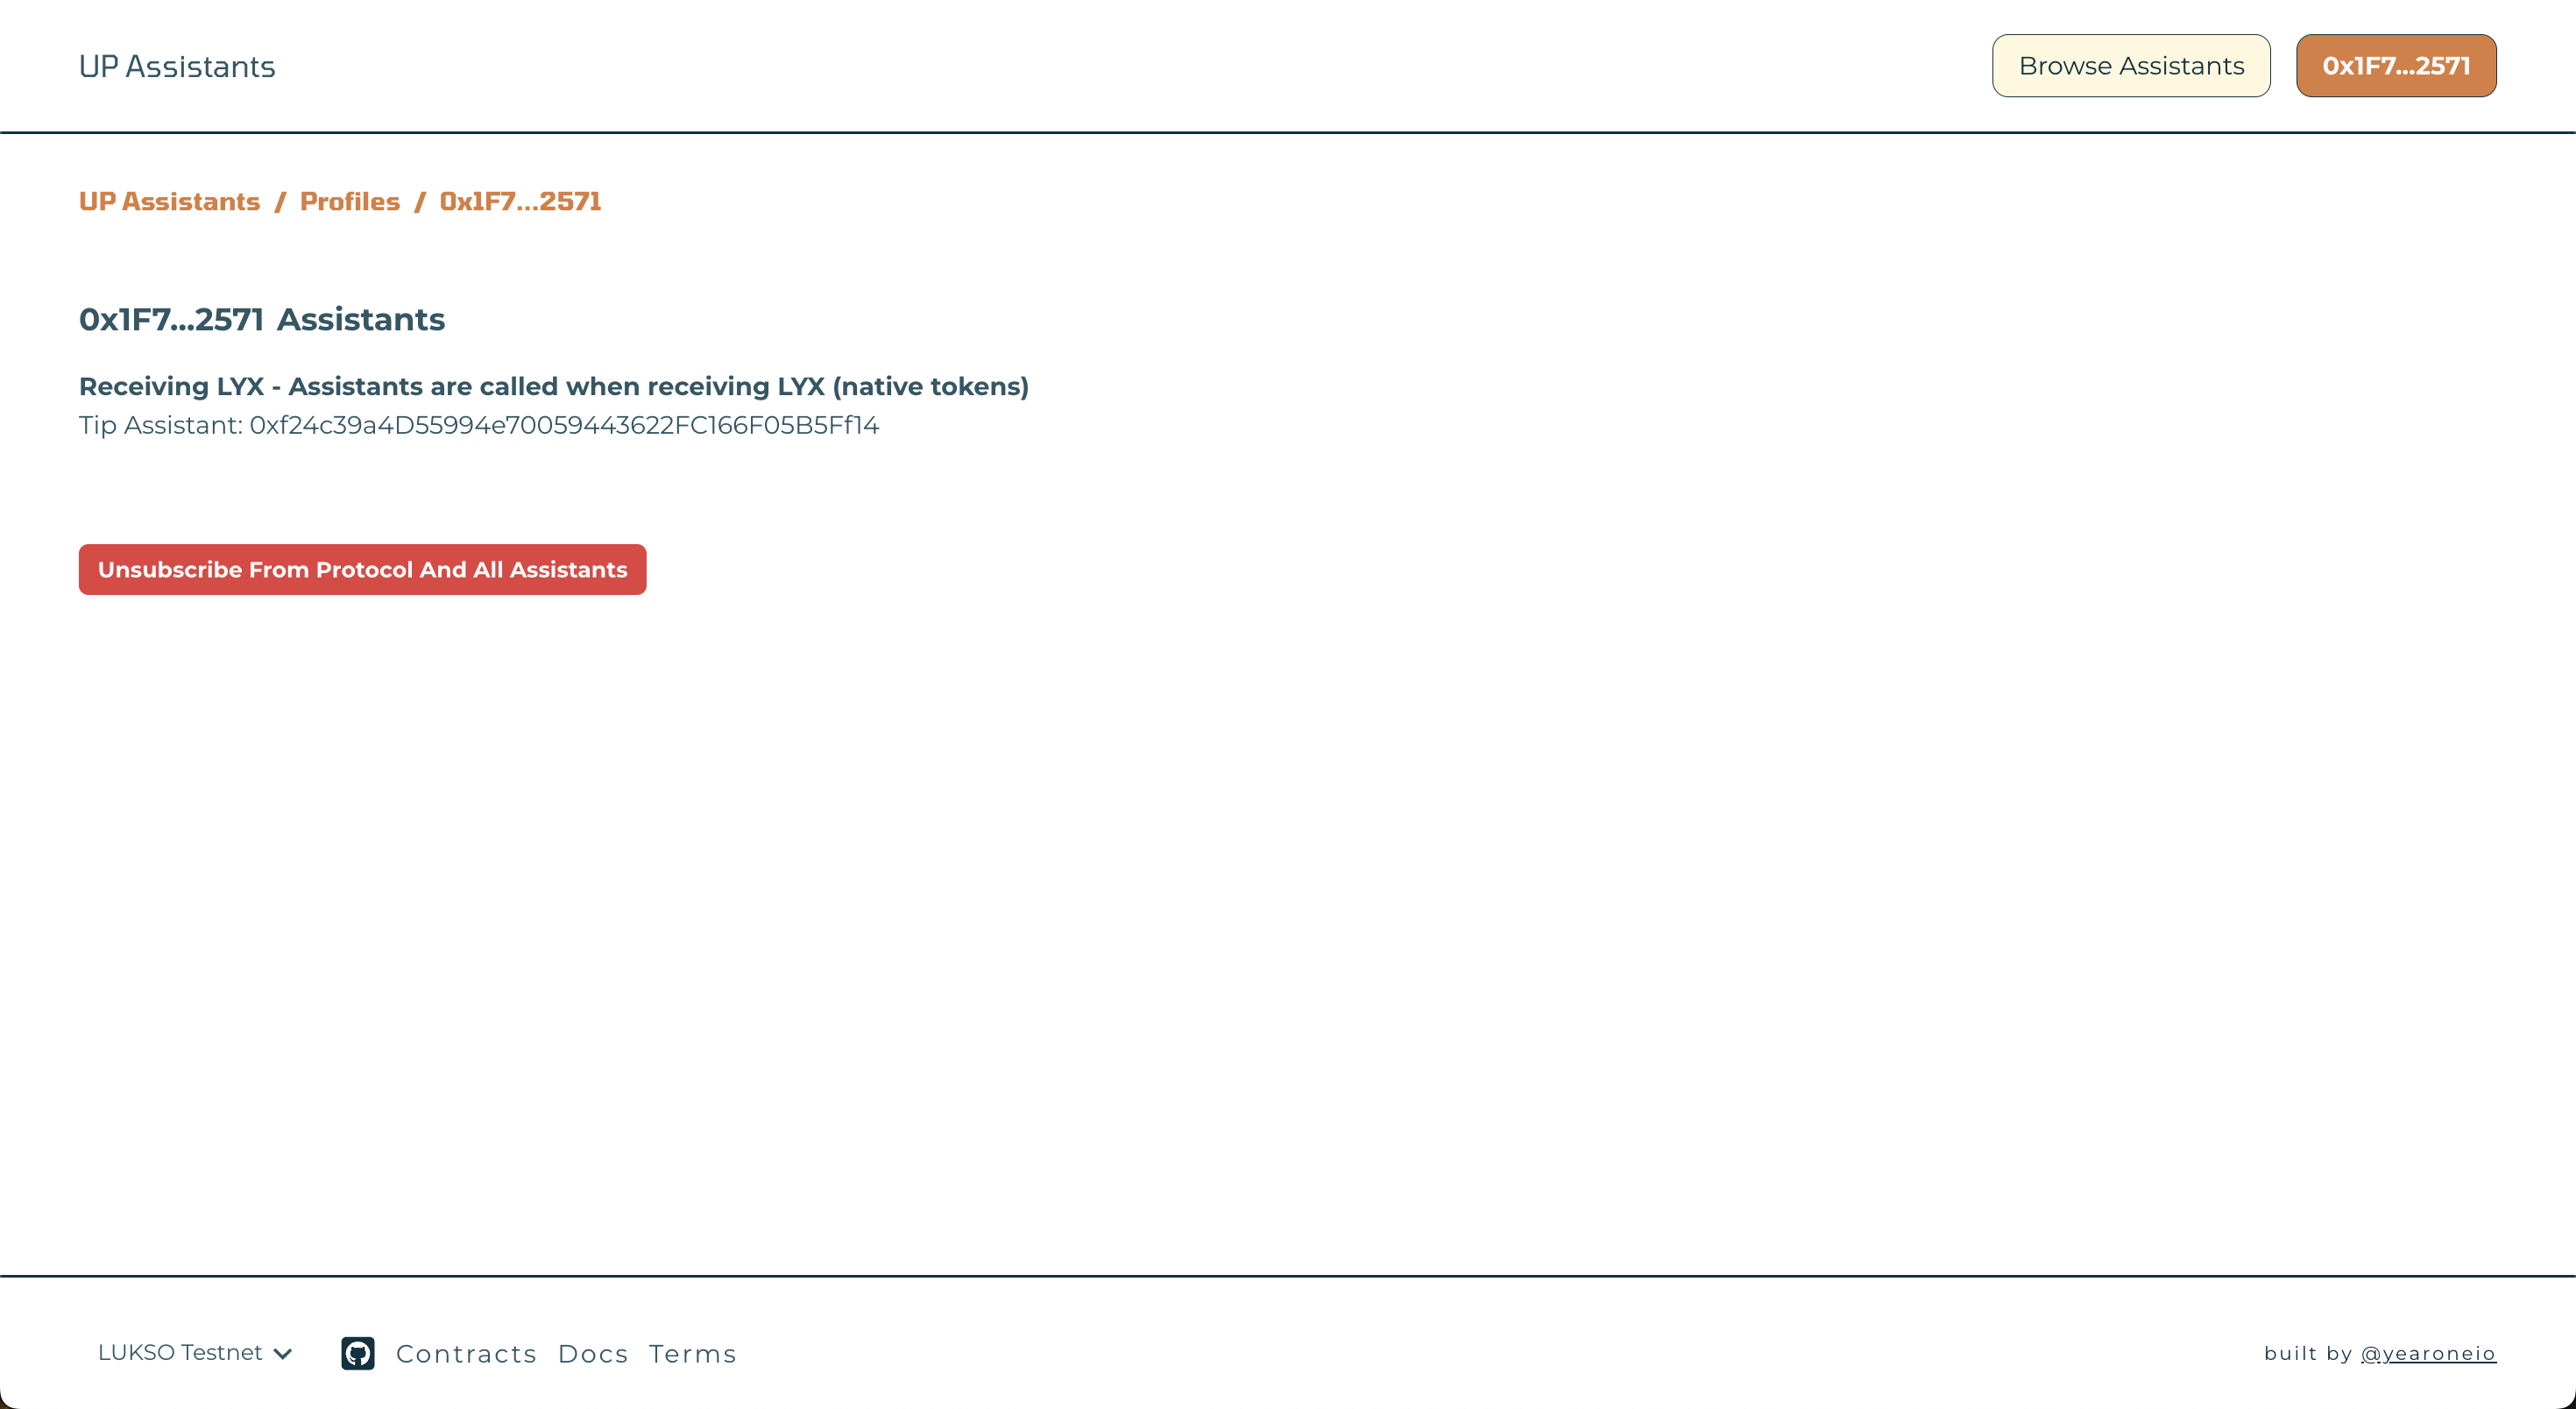 UP Assistants
Browse Assistants
0x1F7...2571
UP Assistants / Profiles / 0x1F7...2571
0x1F7...2571 Assistants
Receiving LYX - Assistants are called when receiving LYX (native tokens)
Tip Assistant: 0xf24c39a4D55994e70059443622FC166F05B5Ff14
Unsubscribe From Protocol And All Assistants
LUKSO Testnet
Contracts Docs Terms
built by @yearoneio